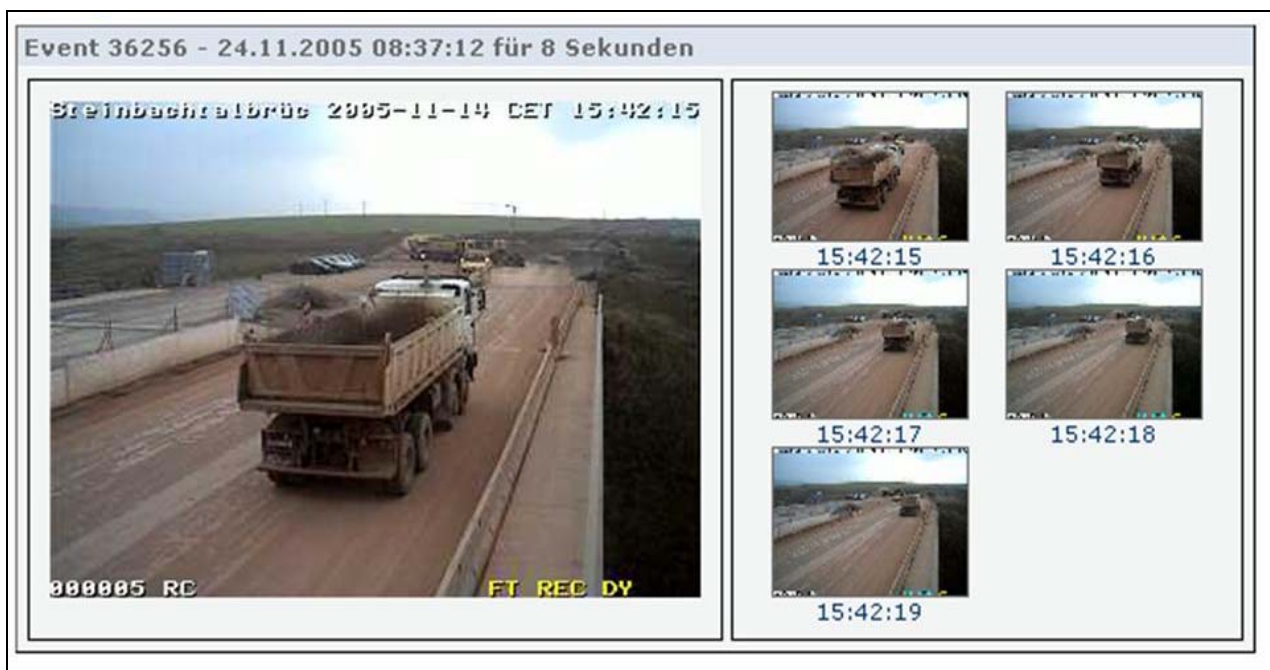 Event 36256 - 24.11.2005 08:37:12 für 8 Sekunden
Steinbachtalbrüc 2005-11-14 CET 15:42:15
000005 RC FT REC DY
15:42:15 15:42:16
15:42:17 15:42:18
15:42:19